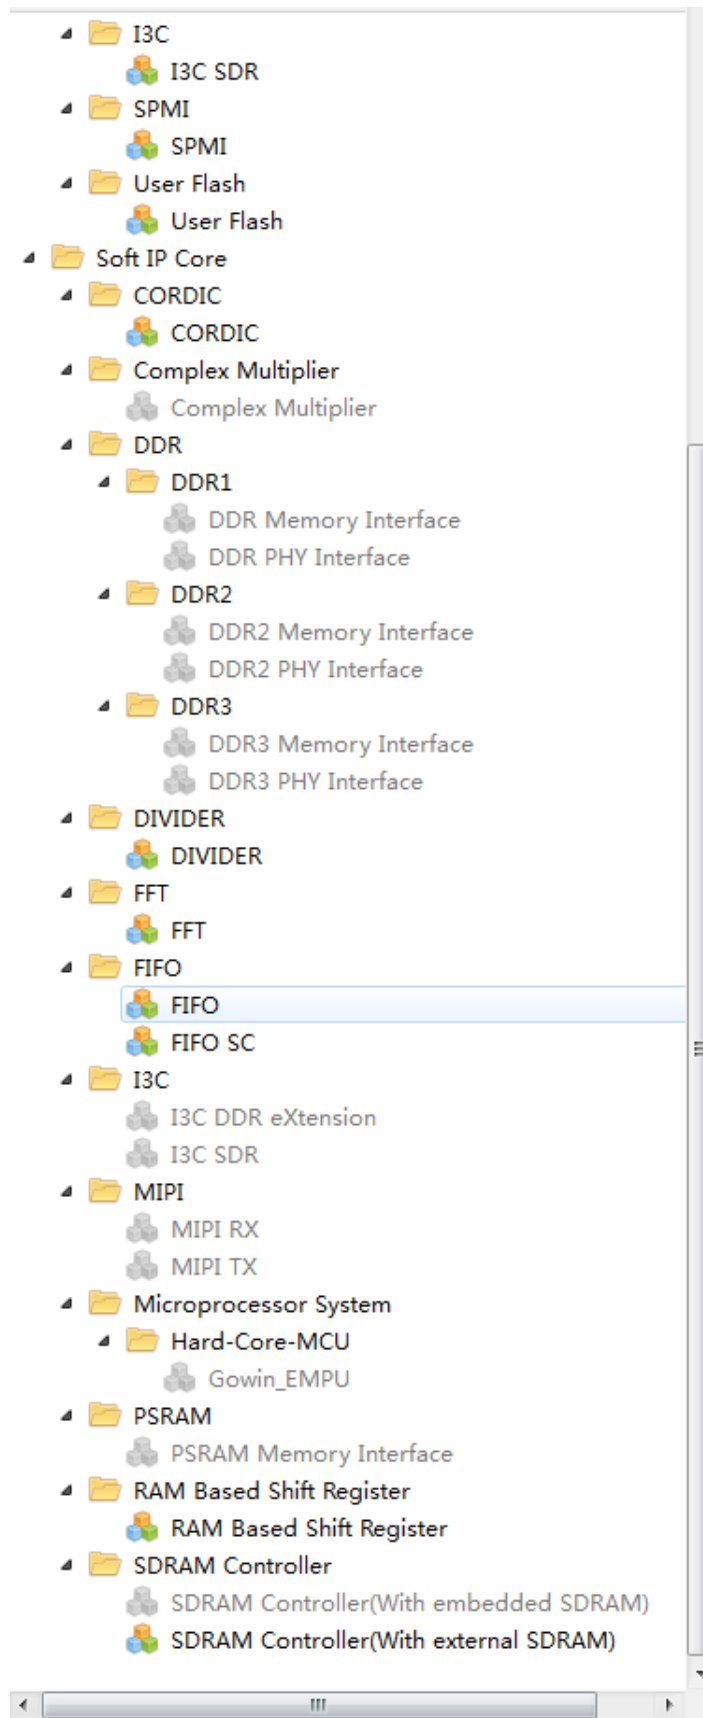 I3C
I3C SDR
SPMI
SPMI
User Flash
User Flash
Soft IP Core
CORDIC
CORDIC
Complex Multiplier
Complex Multiplier
DDR
DDR1
DDR Memory Interface
DDR PHY Interface
DDR2
DDR2 Memory Interface
DDR2 PHY Interface
DDR3
DDR3 Memory Interface
DDR3 PHY Interface
DIVIDER
DIVIDER
FFT
FFT
FIFO
FIFO
FIFO SC
I3C
I3C DDR eXtension
I3C SDR
MIPI
MIPI RX
MIPI TX
Microprocessor System
Hard-Core-MCU
Gowin_EMPU
PSRAM
PSRAM Memory Interface
RAM Based Shift Register
RAM Based Shift Register
SDRAM Controller
SDRAM Controller(With embedded SDRAM)
SDRAM Controller(With external SDRAM)